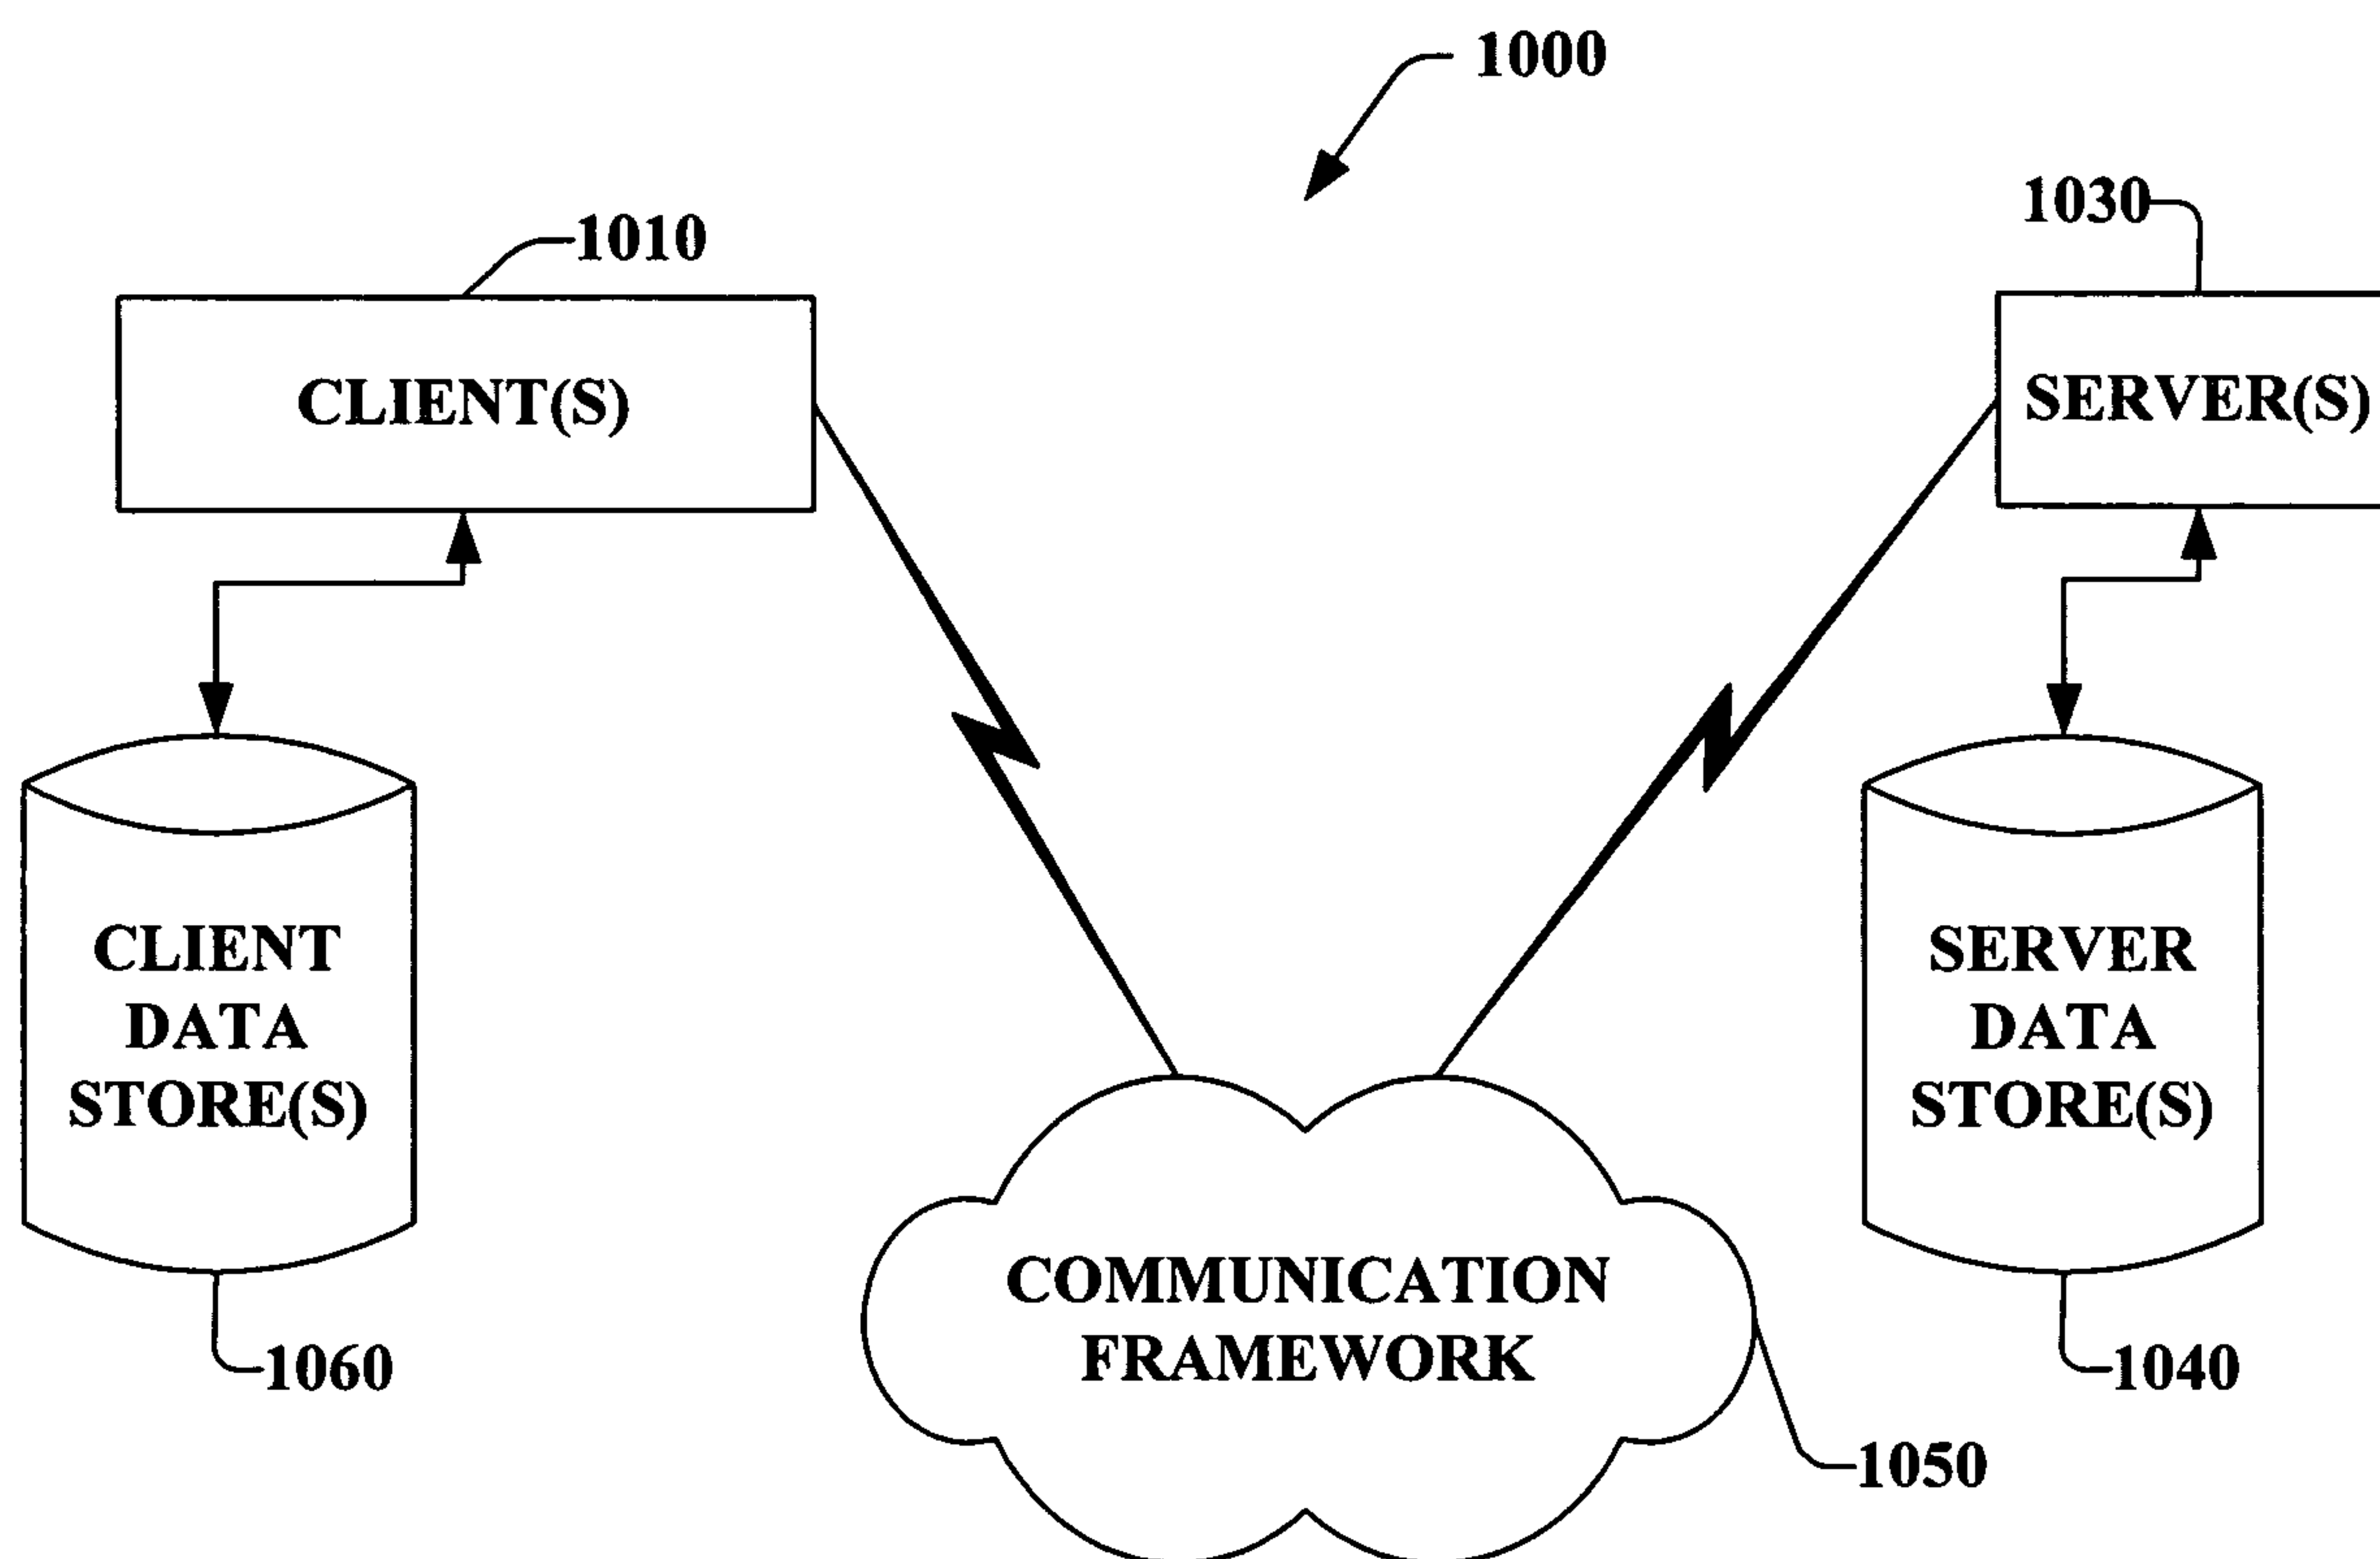 1000
1010
1030
CLIENT(S)
SERVER(S)
CLIENT
DATA
STORE(S)
SERVER
DATA
STORE(S)
COMMUNICATION
FRAMEWORK
1060
1040
1050